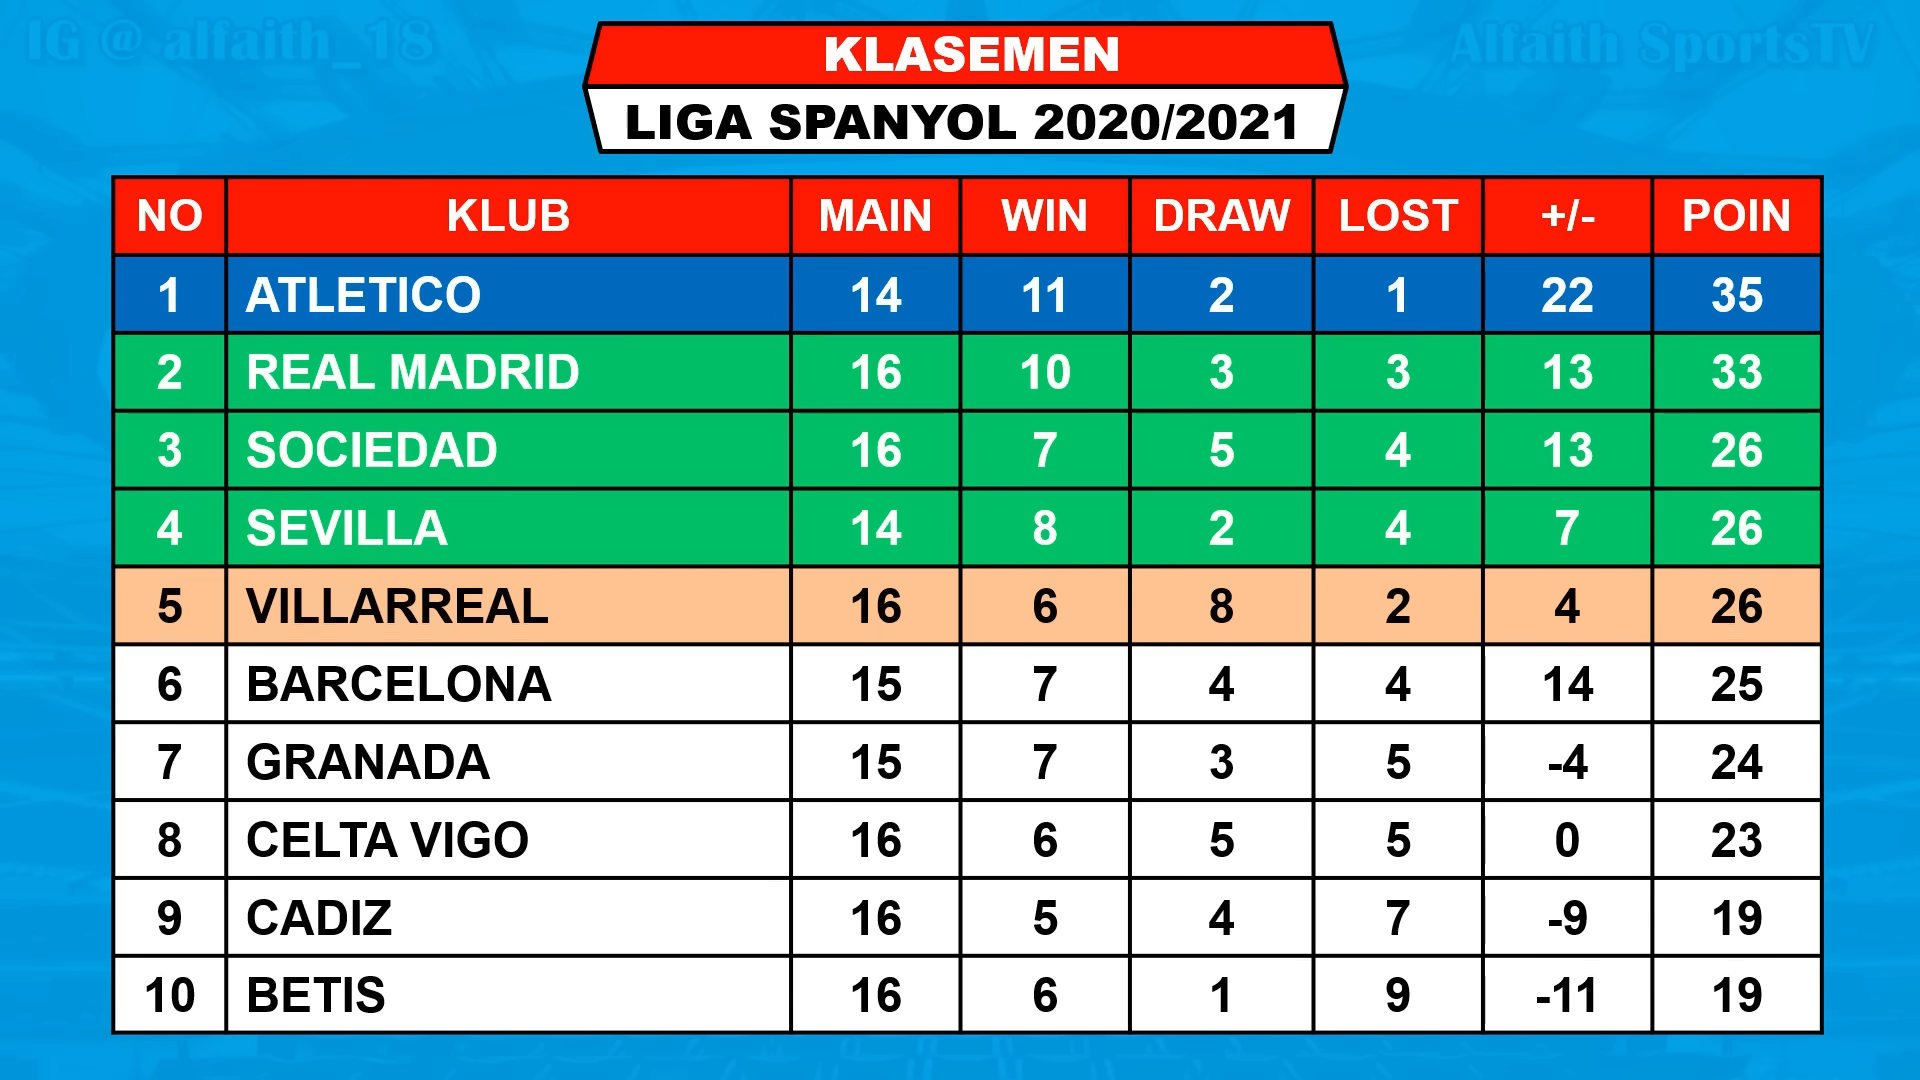 IG @ alfaith_18
Alfaith SportsTV
KLASEMEN
LIGA SPANYOL 2020/2021
NO KLUB MAIN WIN DRAW LOST +/- POIN
1 ATLETICO 14 11 2 1 22 35
2 REAL MADRID 16 10 3 3 13 33
3 SOCIEDAD 16 7 5 4 13 26
4 SEVILLA 14 8 2 4 7 26
5 VILLARREAL 16 6 8 2 4 26
6 BARCELONA 15 7 4 4 14 25
7 GRANADA 15 7 3 5 -4 24
8 CELTA VIGO 16 6 5 5 0 23
9 CADIZ 16 5 4 7 -9 19
10 BETIS 16 6 1 9 -11 19